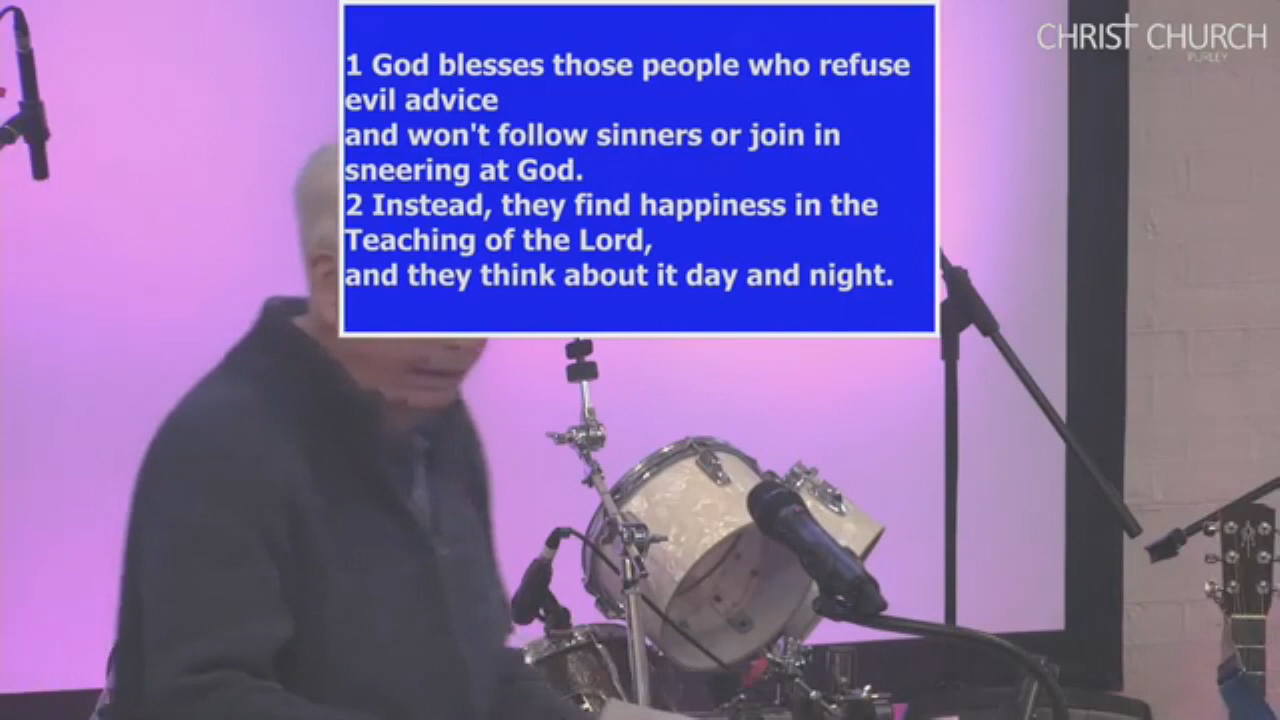 CHRIST CHURCH
PURLEY
1 God blesses those people who refuse
evil advice
and won't follow sinners or join in
sneering at God.
2 Instead, they find happiness in the
Teaching of the Lord,
and they think about it day and night.